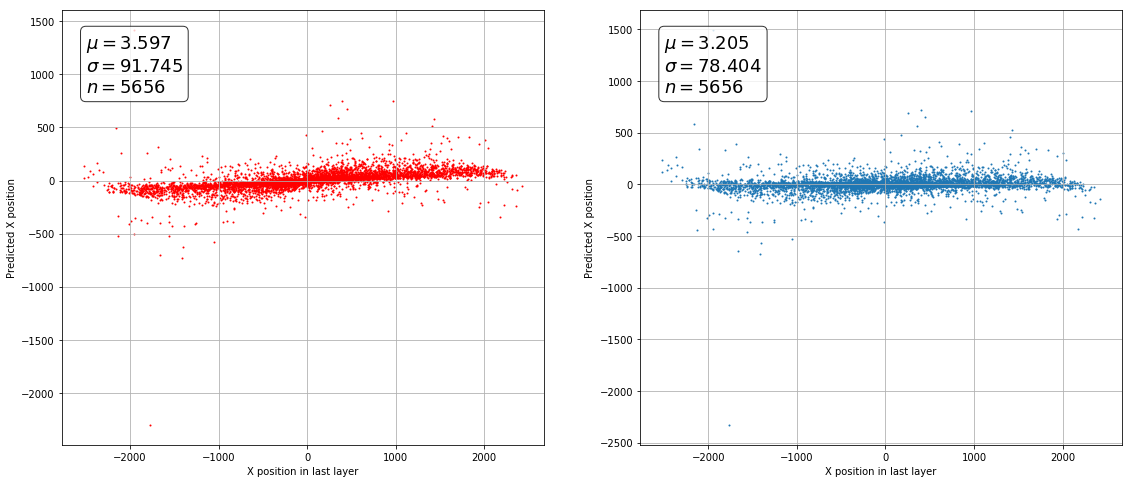 1500
1000
500
0
−500
−1000
−1500
−2000
−2000
−1000
0
1000
2000
Predicted X position
X position in last layer
μ = 3.597
σ = 91.745
n = 5656
1500
1000
500
0
−500
−1000
−1500
−2000
−2500
−2000
−1000
0
1000
2000
Predicted X position
X position in last layer
μ = 3.205
σ = 78.404
n = 5656